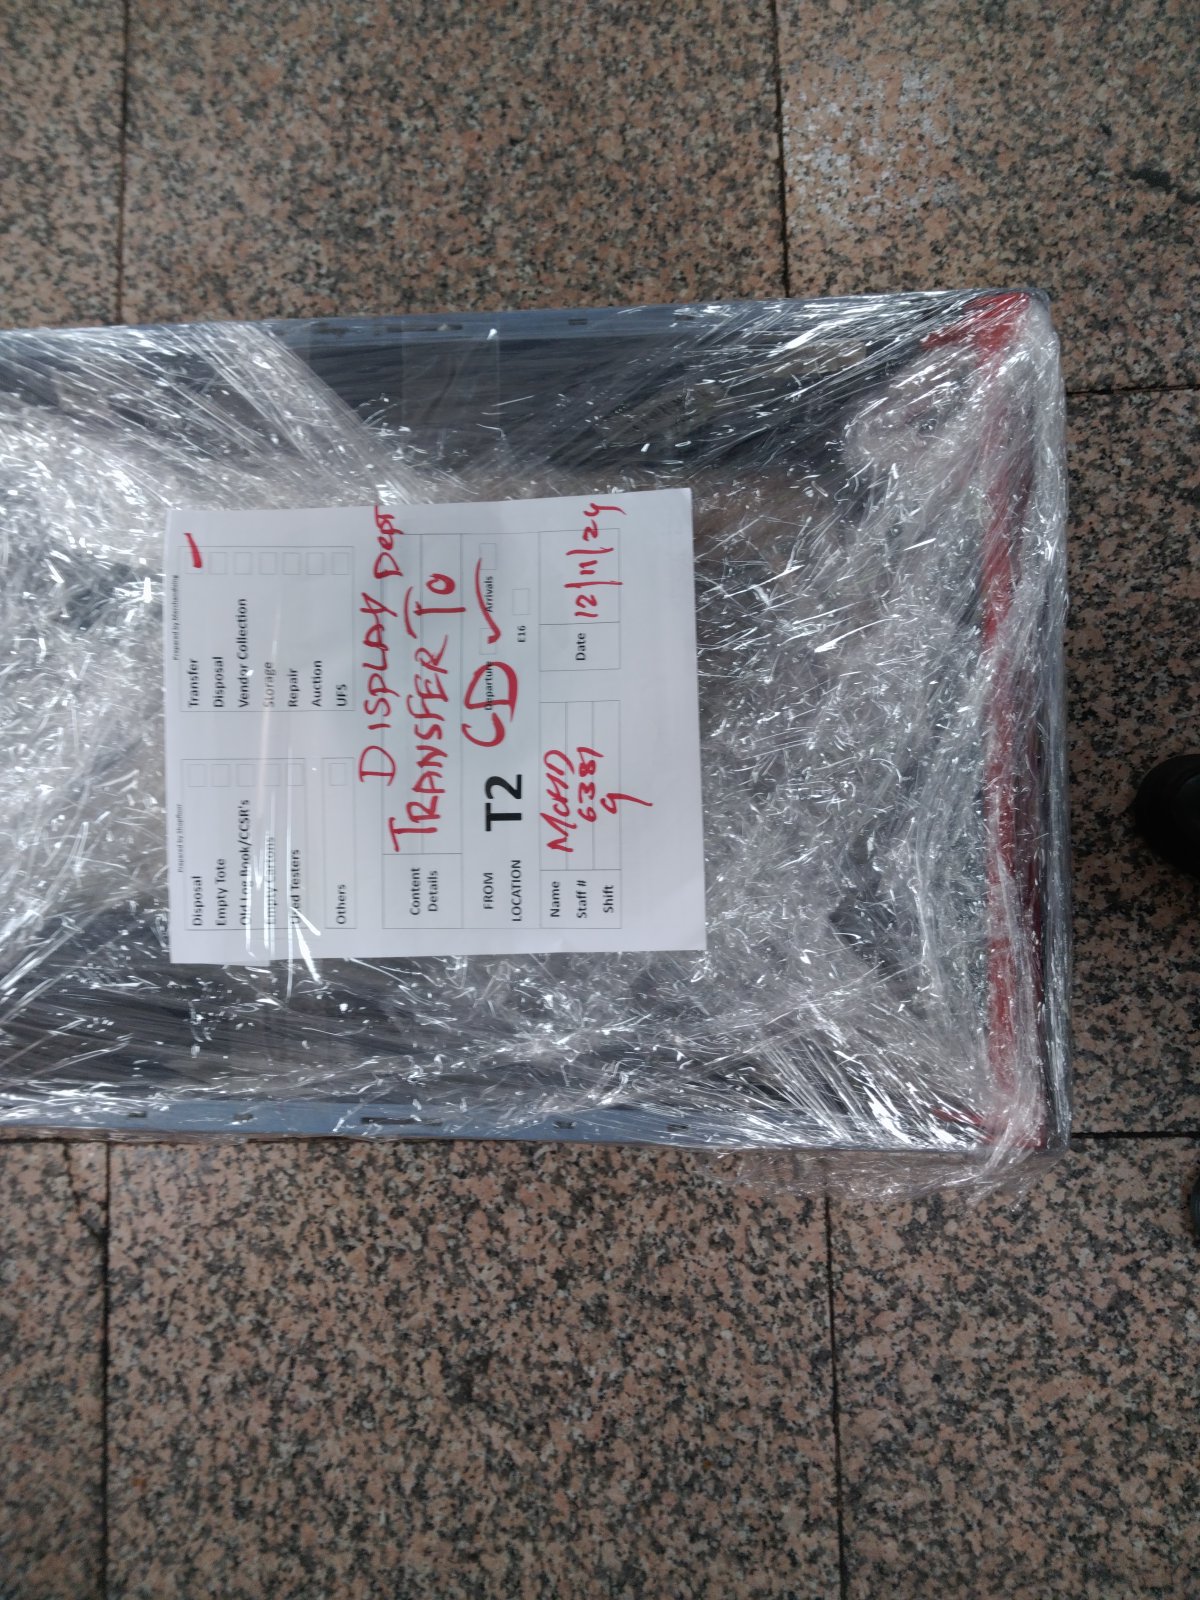 Prepared by Shopfloor
Disposal
Empty Tote
Old Log Book/CCSR's
Empty Cartons
Used Testers
Others
Prepared by Merchandising
Transfer
Disposal
Vendor Collection
Storage
Repair
Auction
UFS
Content Details
DISPLAY Dept
TRANSFER TO
CD
FROM LOCATION
T2
Departure
Arrivals
E16
Name
Staff # 6387
Shift 9
Date 12/11/24